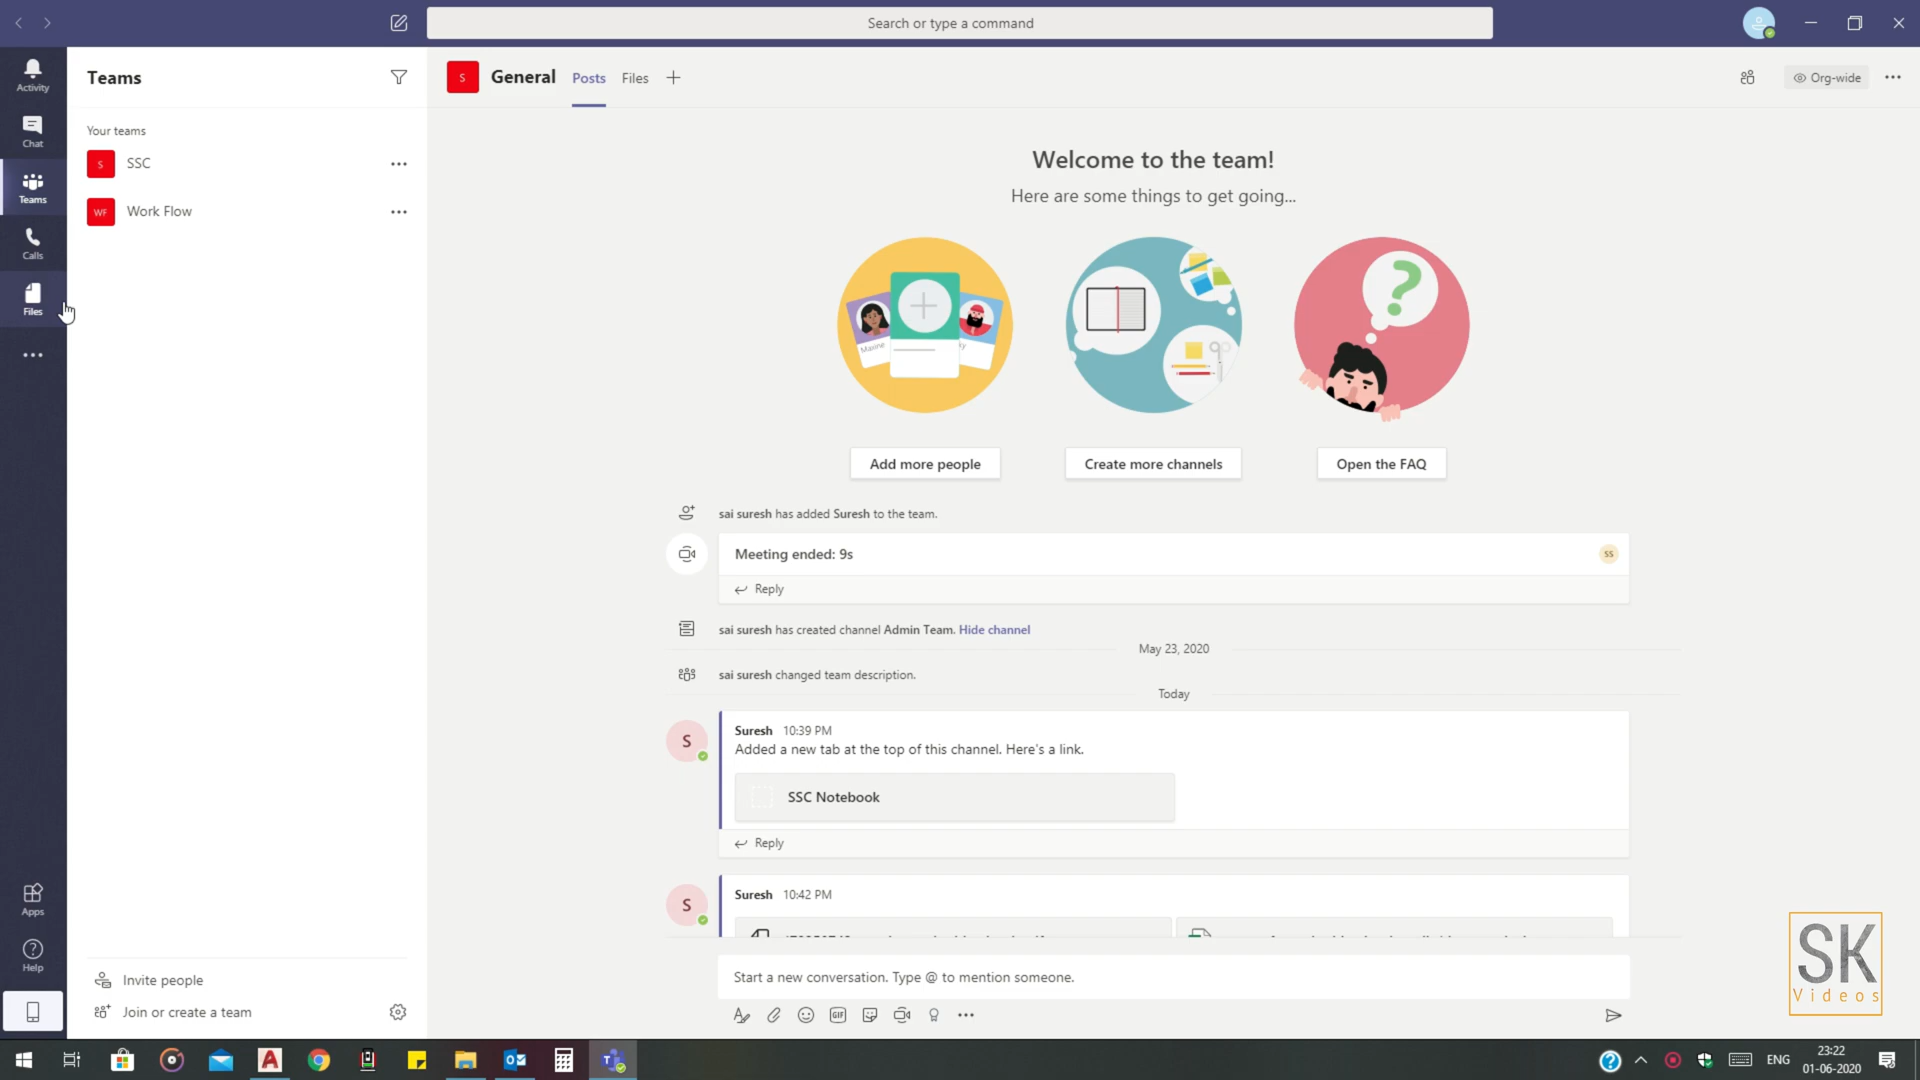 Search or type a command
Activity
Chat
Teams
Calls
Files
Apps
Help
Teams
Your teams
S SSC
WF Work Flow
Invite people
Join or create a team
S General Posts Files
Org-wide
Welcome to the team!
Here are some things to get going...
Maxine
Add more people
Create more channels
Open the FAQ
sai suresh has added Suresh to the team.
Meeting ended: 9s
SS
Reply
sai suresh has created channel Admin Team. Hide channel
May 23, 2020
sai suresh changed team description.
Today
S
Suresh 10:39 PM
Added a new tab at the top of this channel. Here's a link.
SSC Notebook
Reply
S
Suresh 10:42 PM
Start a new conversation. Type @ to mention someone.
GIF
SK
Videos
ENG
23:22
01-06-2020